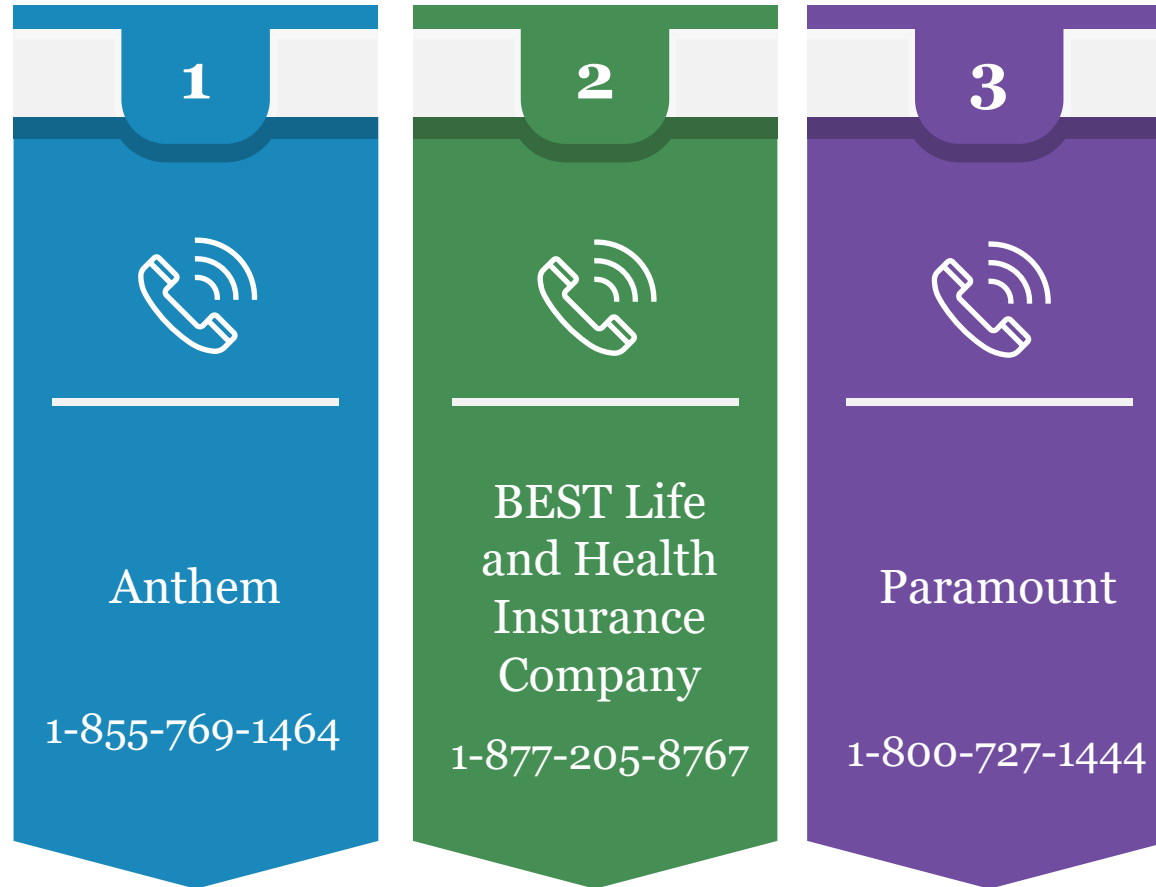 1
Anthem
1-855-769-1464
2
BEST Life
and Health
Insurance
Company
1-877-205-8767
3
Paramount
1-800-727-1444